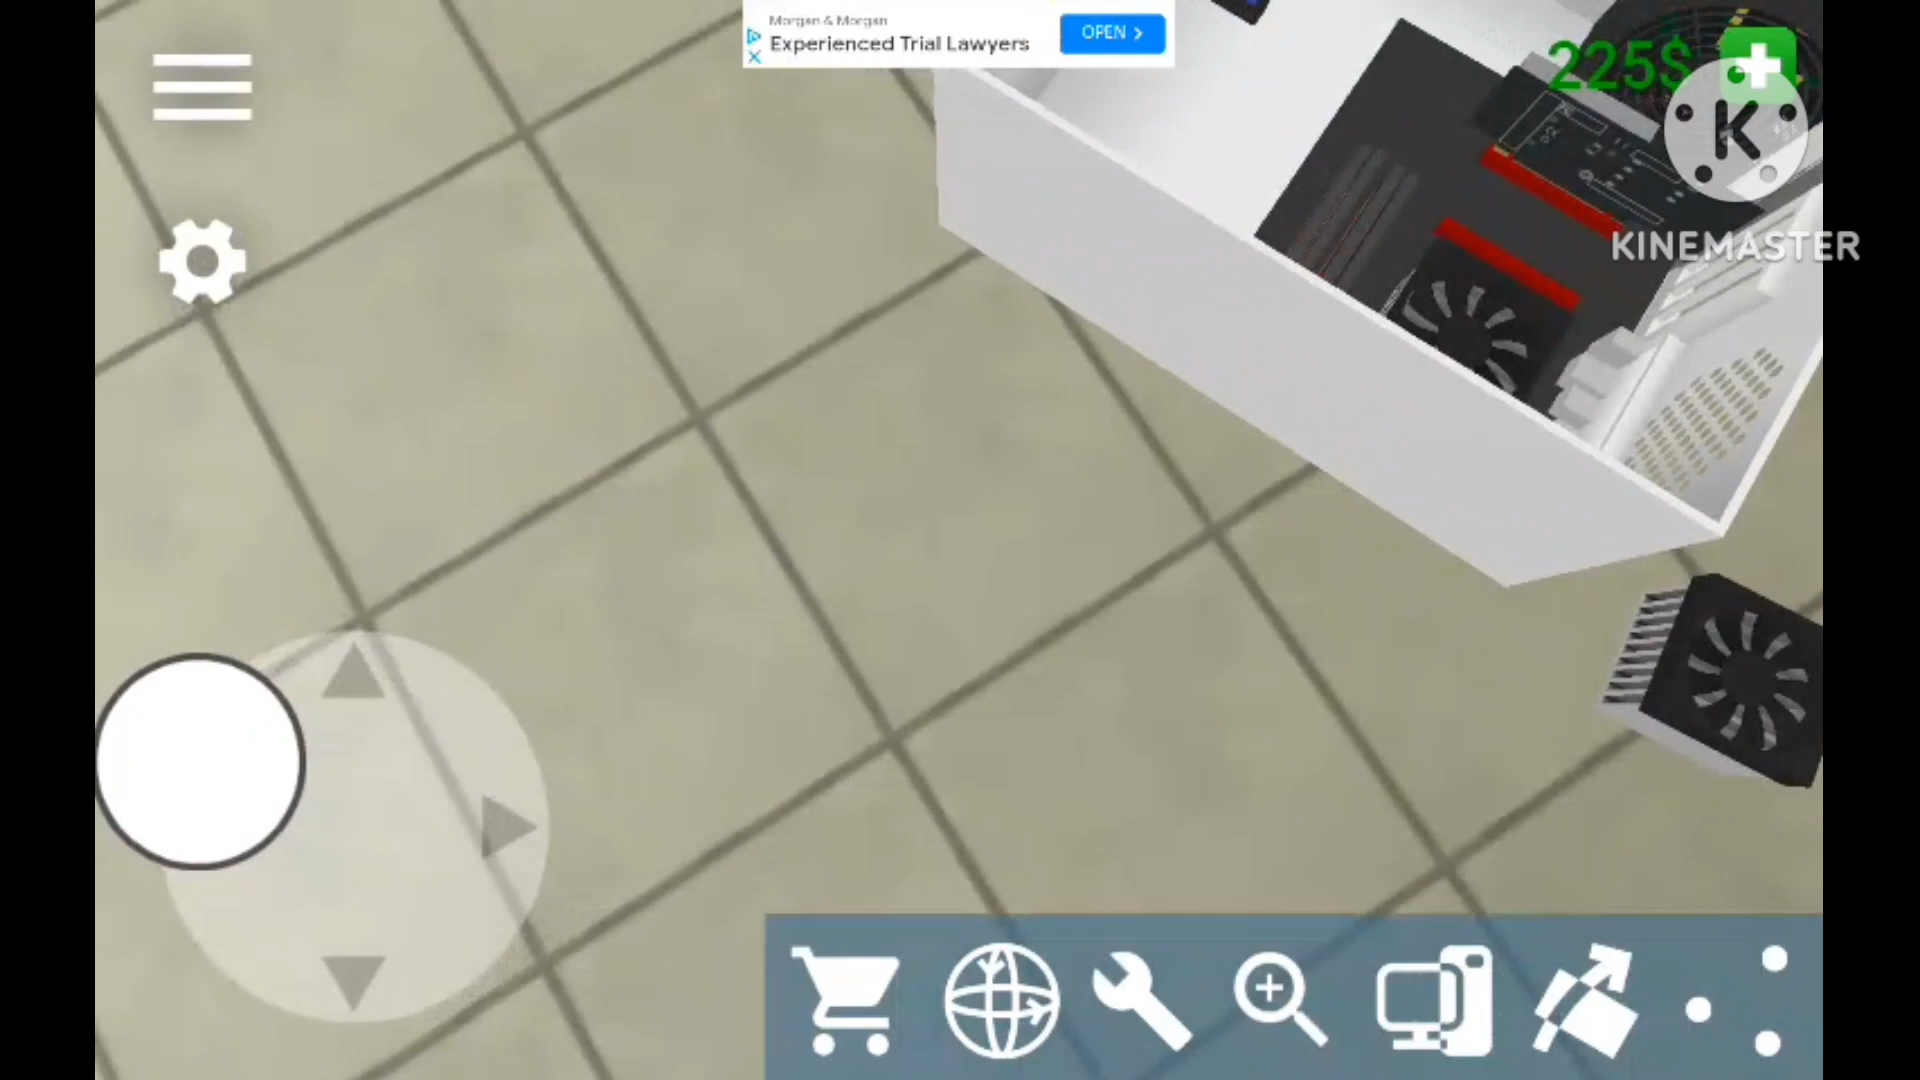 Morgan & Morgan
Experienced Trial Lawyers
OPEN
225$
K
KINEMASTER